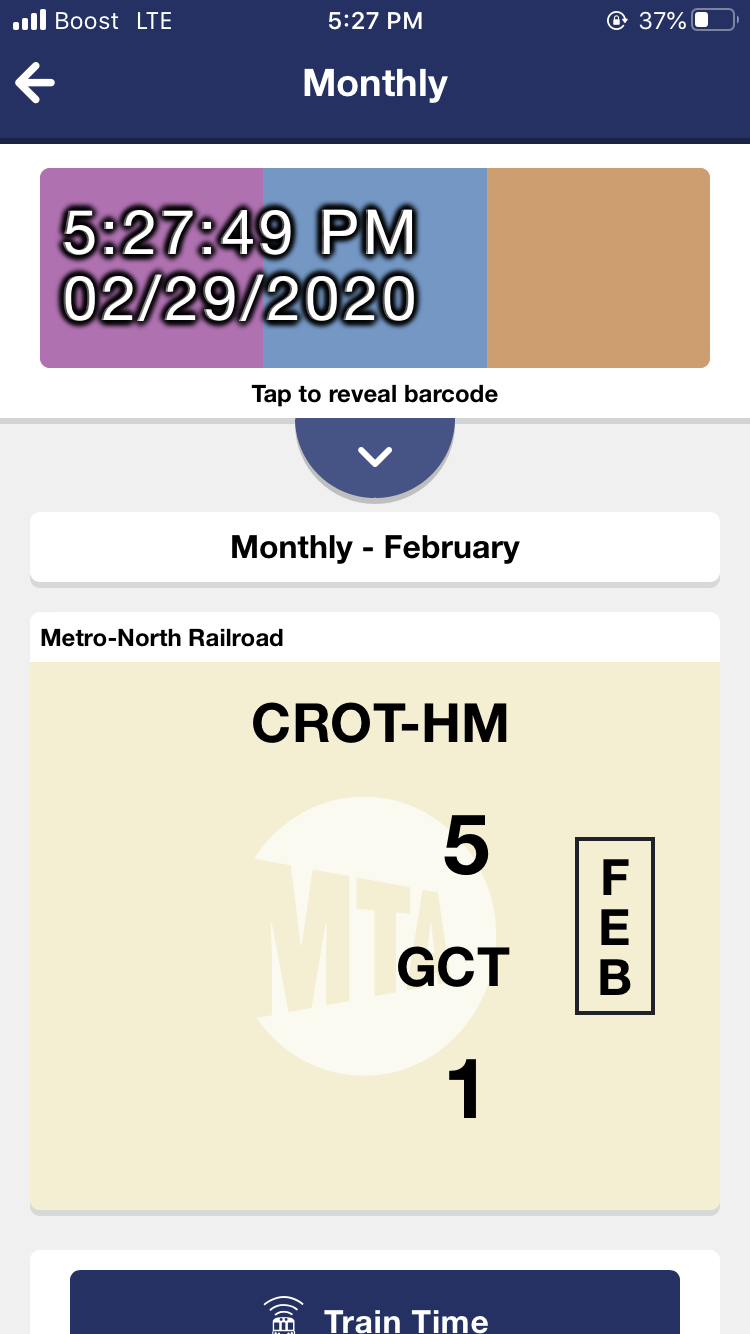 Boost LTE 5:27 PM 37%
Monthly
5:27:49 PM
02/29/2020
Tap to reveal barcode
Monthly - February
Metro-North Railroad
CROT-HM
5
MTA
GCT
1
F
E
B
Train Time